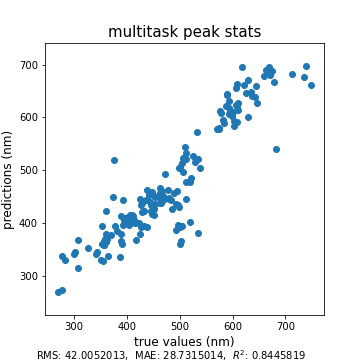 multitask peak stats
700
600
500
400
300
predictions (nm)
300 400 500 600 700
true values (nm)
RMS: 42.0052013, MAE: 28.7315014, R²: 0.8445819